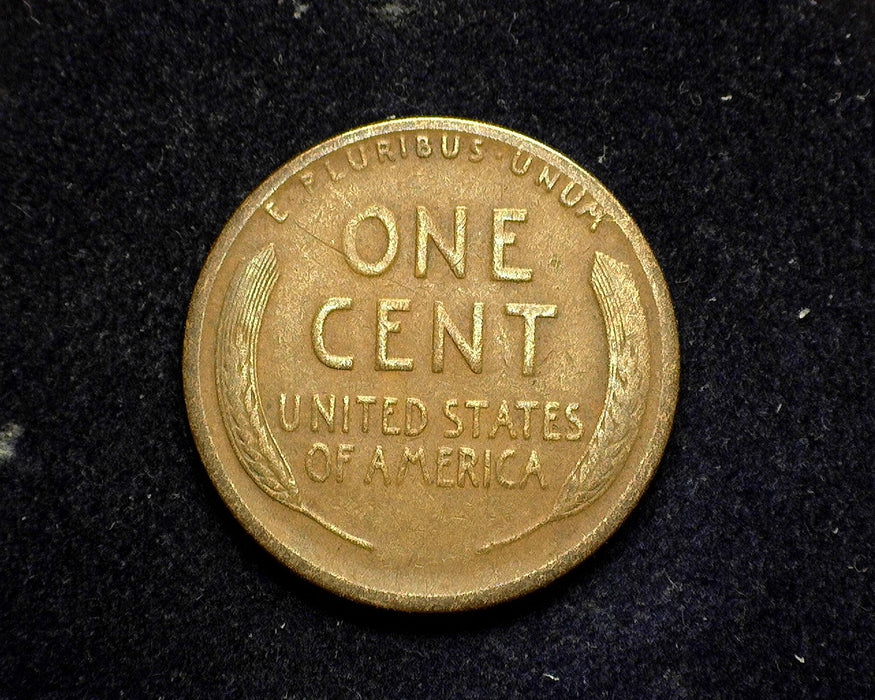 E PLURIBUS · UNUM
ONE
CENT
UNITED STATES
OF AMERICA